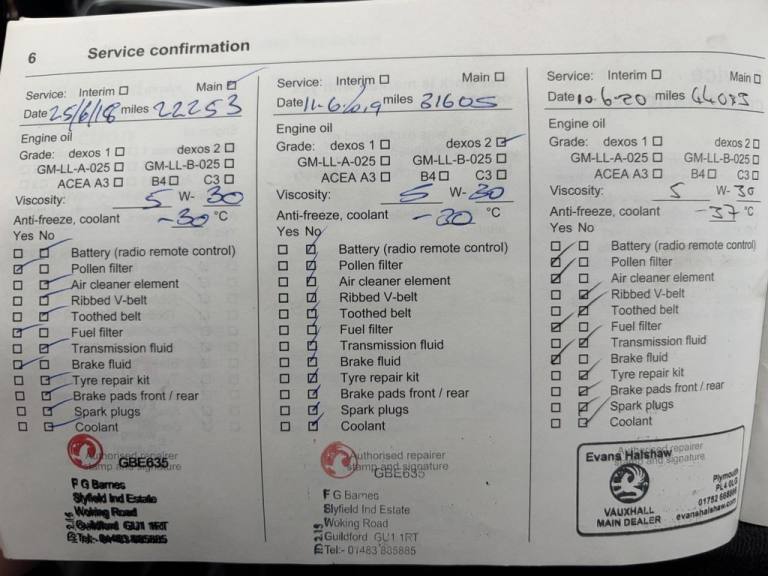 6 Service confirmation
Service: Interim ☐ Main ☑
Date 25/6/18 miles 22253
Engine oil
Grade: dexos 1 ☐ dexos 2 ☐
GM-LL-A-025 ☐ GM-LL-B-025 ☐
ACEA A3 ☐ B4 ☐ C3 ☐
Viscosity: 5 W- 30
Anti-freeze, coolant -30 °C
Yes No
Battery (radio remote control)
Pollen filter
Air cleaner element
Ribbed V-belt
Toothed belt
Fuel filter
Transmission fluid
Brake fluid
Tyre repair kit
Brake pads front / rear
Spark plugs
Coolant
Authorised repairer
stamp and signature
GBE635
F G Barnes
Slyfield Ind Estate
Woking Road
Guildford GU1 1RT
Tel:- 01483 885885
Service: Interim ☐ Main ☐
Date 11.6.2019 miles 31605
Engine oil
Grade: dexos 1 ☐ dexos 2 ☑
GM-LL-A-025 ☐ GM-LL-B-025 ☐
ACEA A3 ☐ B4 ☐ C3 ☐
Viscosity: 5 W- 30
Anti-freeze, coolant -30 °C
Yes No
Battery (radio remote control)
Pollen filter
Air cleaner element
Ribbed V-belt
Toothed belt
Fuel filter
Transmission fluid
Brake fluid
Tyre repair kit
Brake pads front / rear
Spark plugs
Coolant
Authorised repairer
stamp and signature
GBE635
F G Barnes
Slyfield Ind Estate
Woking Road
Guildford GU1 1RT
Tel:- 01483 885885
Service: Interim ☐ Main ☐
Date 10.6.20 miles
Engine oil
Grade: dexos 1 ☐ dexos 2 ☐
GM-LL-A-025 ☐ GM-LL-B-025 ☐
ACEA A3 ☐ B4 ☐ C3 ☐
Viscosity: 5 W- 30
Anti-freeze, coolant -37 °C
Yes No
Battery (radio remote control)
Pollen filter
Air cleaner element
Ribbed V-belt
Toothed belt
Fuel filter
Transmission fluid
Brake fluid
Tyre repair kit
Brake pads front / rear
Spark plugs
Coolant
Authorised repairer
stamp and signature
Evans Halshaw
VAUXHALL
MAIN DEALER
Plymouth
PL4 0LG
01752
evanshalshaw.com